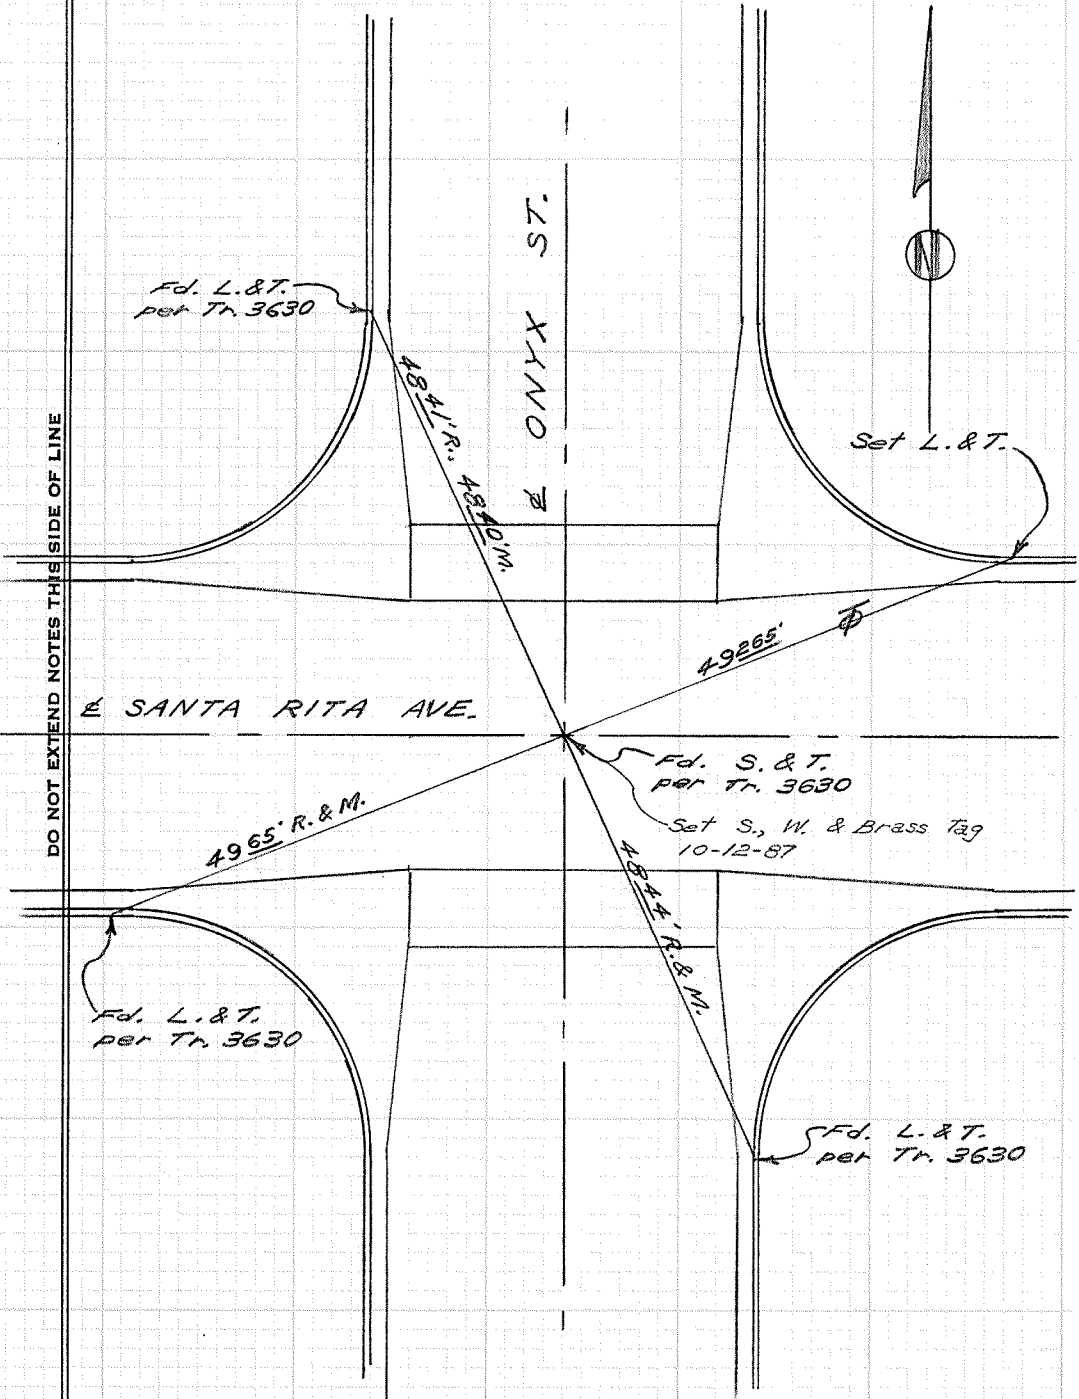 Fd. L.&T.
per Tr. 3630
48 41' R., 48 40' M.
℄ ONYX ST.
N
Set L.&T.
DO NOT EXTEND NOTES THIS SIDE OF LINE
49 265'
℄ SANTA RITA AVE.
Fd. S. & T.
per Tr. 3630
Set S., W. & Brass Tag
10-12-87
49 65' R. & M.
48 44' R. & M.
Fd. L.&T.
per Tr. 3630
Fd. L.&T.
per Tr. 3630